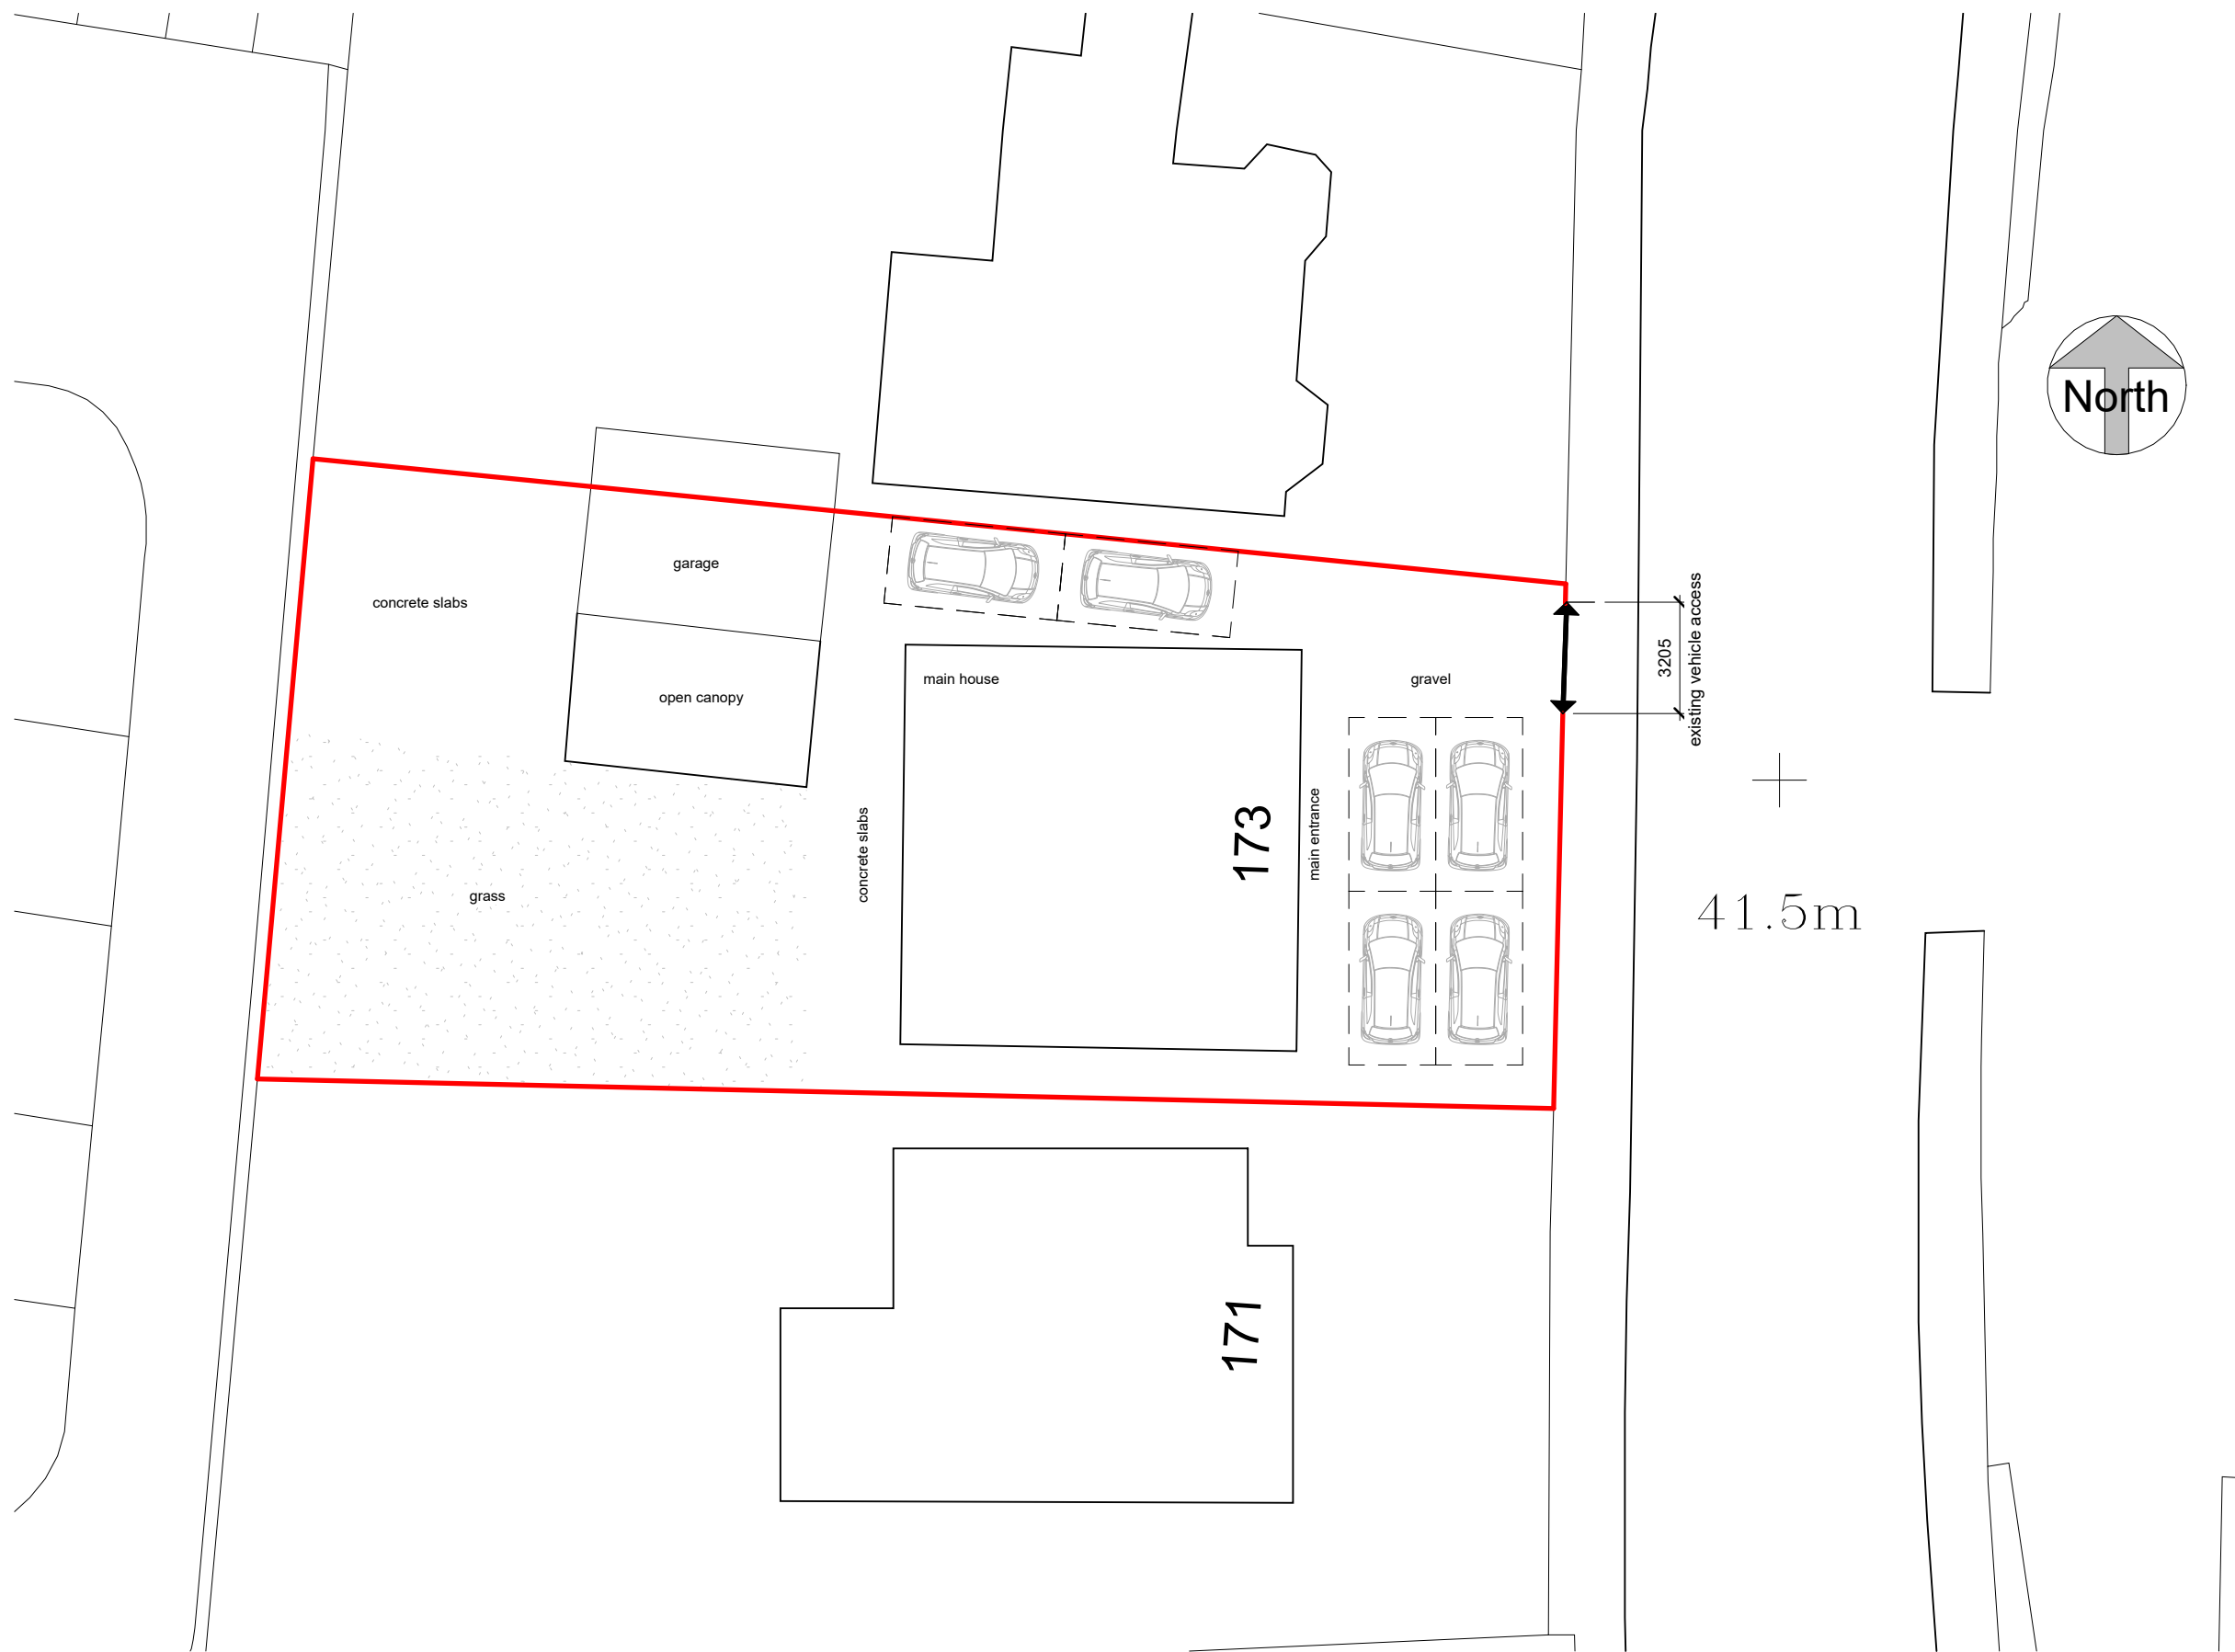 North
garage
concrete slabs
open canopy
main house
gravel
3205
existing vehicle access
concrete slabs
173
main entrance
grass
41.5m
171